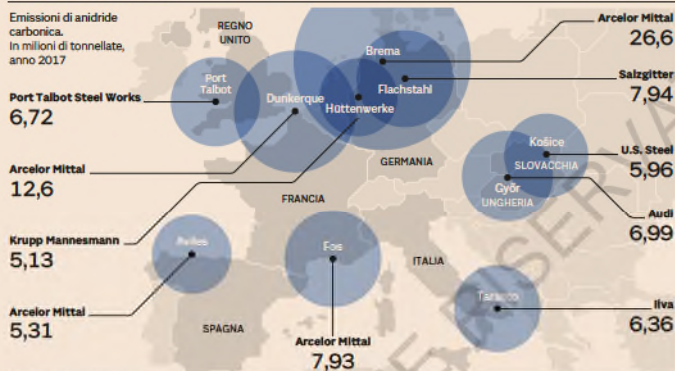 Emissioni di anidride
carbonica.
In milioni di tonnellate,
anno 2017
REGNO
UNITO
Arcelor Mittal
26,6
Brema
Salzgitter
7,94
Flachstahl
Port
Talbot
Port Talbot Steel Works
6,72
Dunkerque
Hüttenwerke
Košice
U.S. Steel
5,96
SLOVACCHIA
GERMANIA
Arcelor Mittal
12,6
Győr
UNGHERIA
FRANCIA
Audi
6,99
Krupp Mannesmann
5,13
Aviles
Fos
ITALIA
Taranto
Ilva
6,36
Arcelor Mittal
5,31
SPAGNA
Arcelor Mittal
7,93
E RISERVA